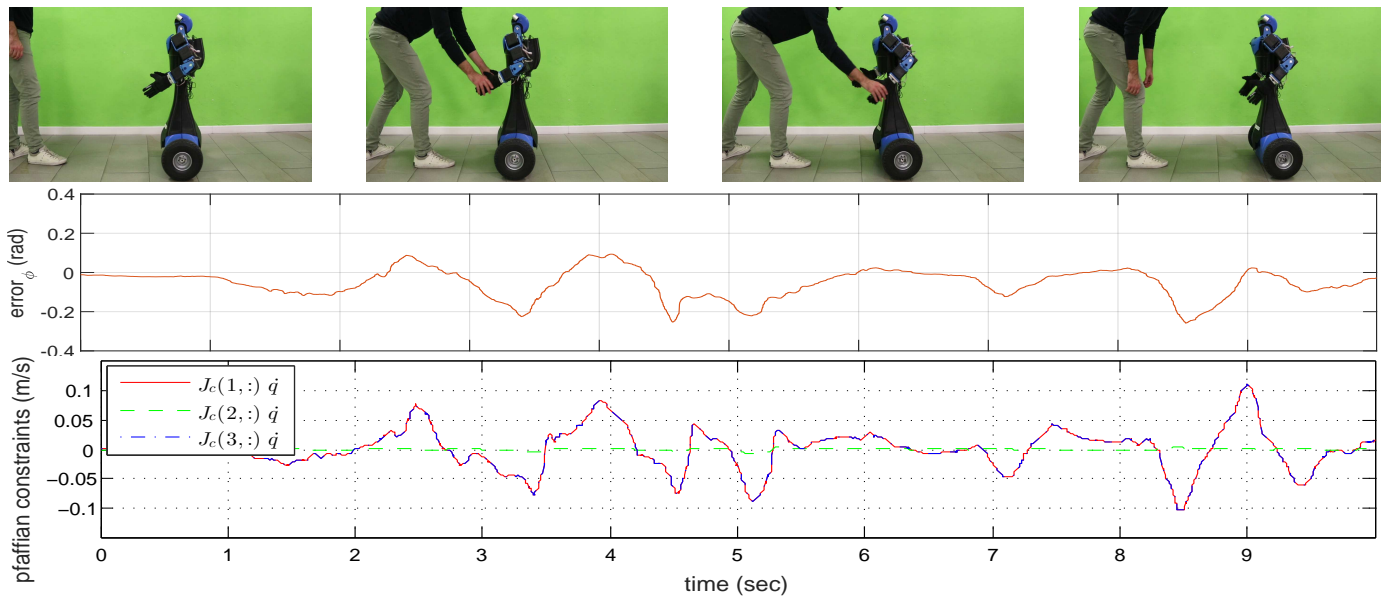 0.4
0.2
0
-0.2
-0.4
error_ϕ (rad)
pfaffian constraints (m/s)
0.1
0.05
0
−0.05
−0.1
J_c(1,:) q̇
J_c(2,:) q̇
J_c(3,:) q̇
0 1 2 3 4 5 6 7 8 9
time (sec)